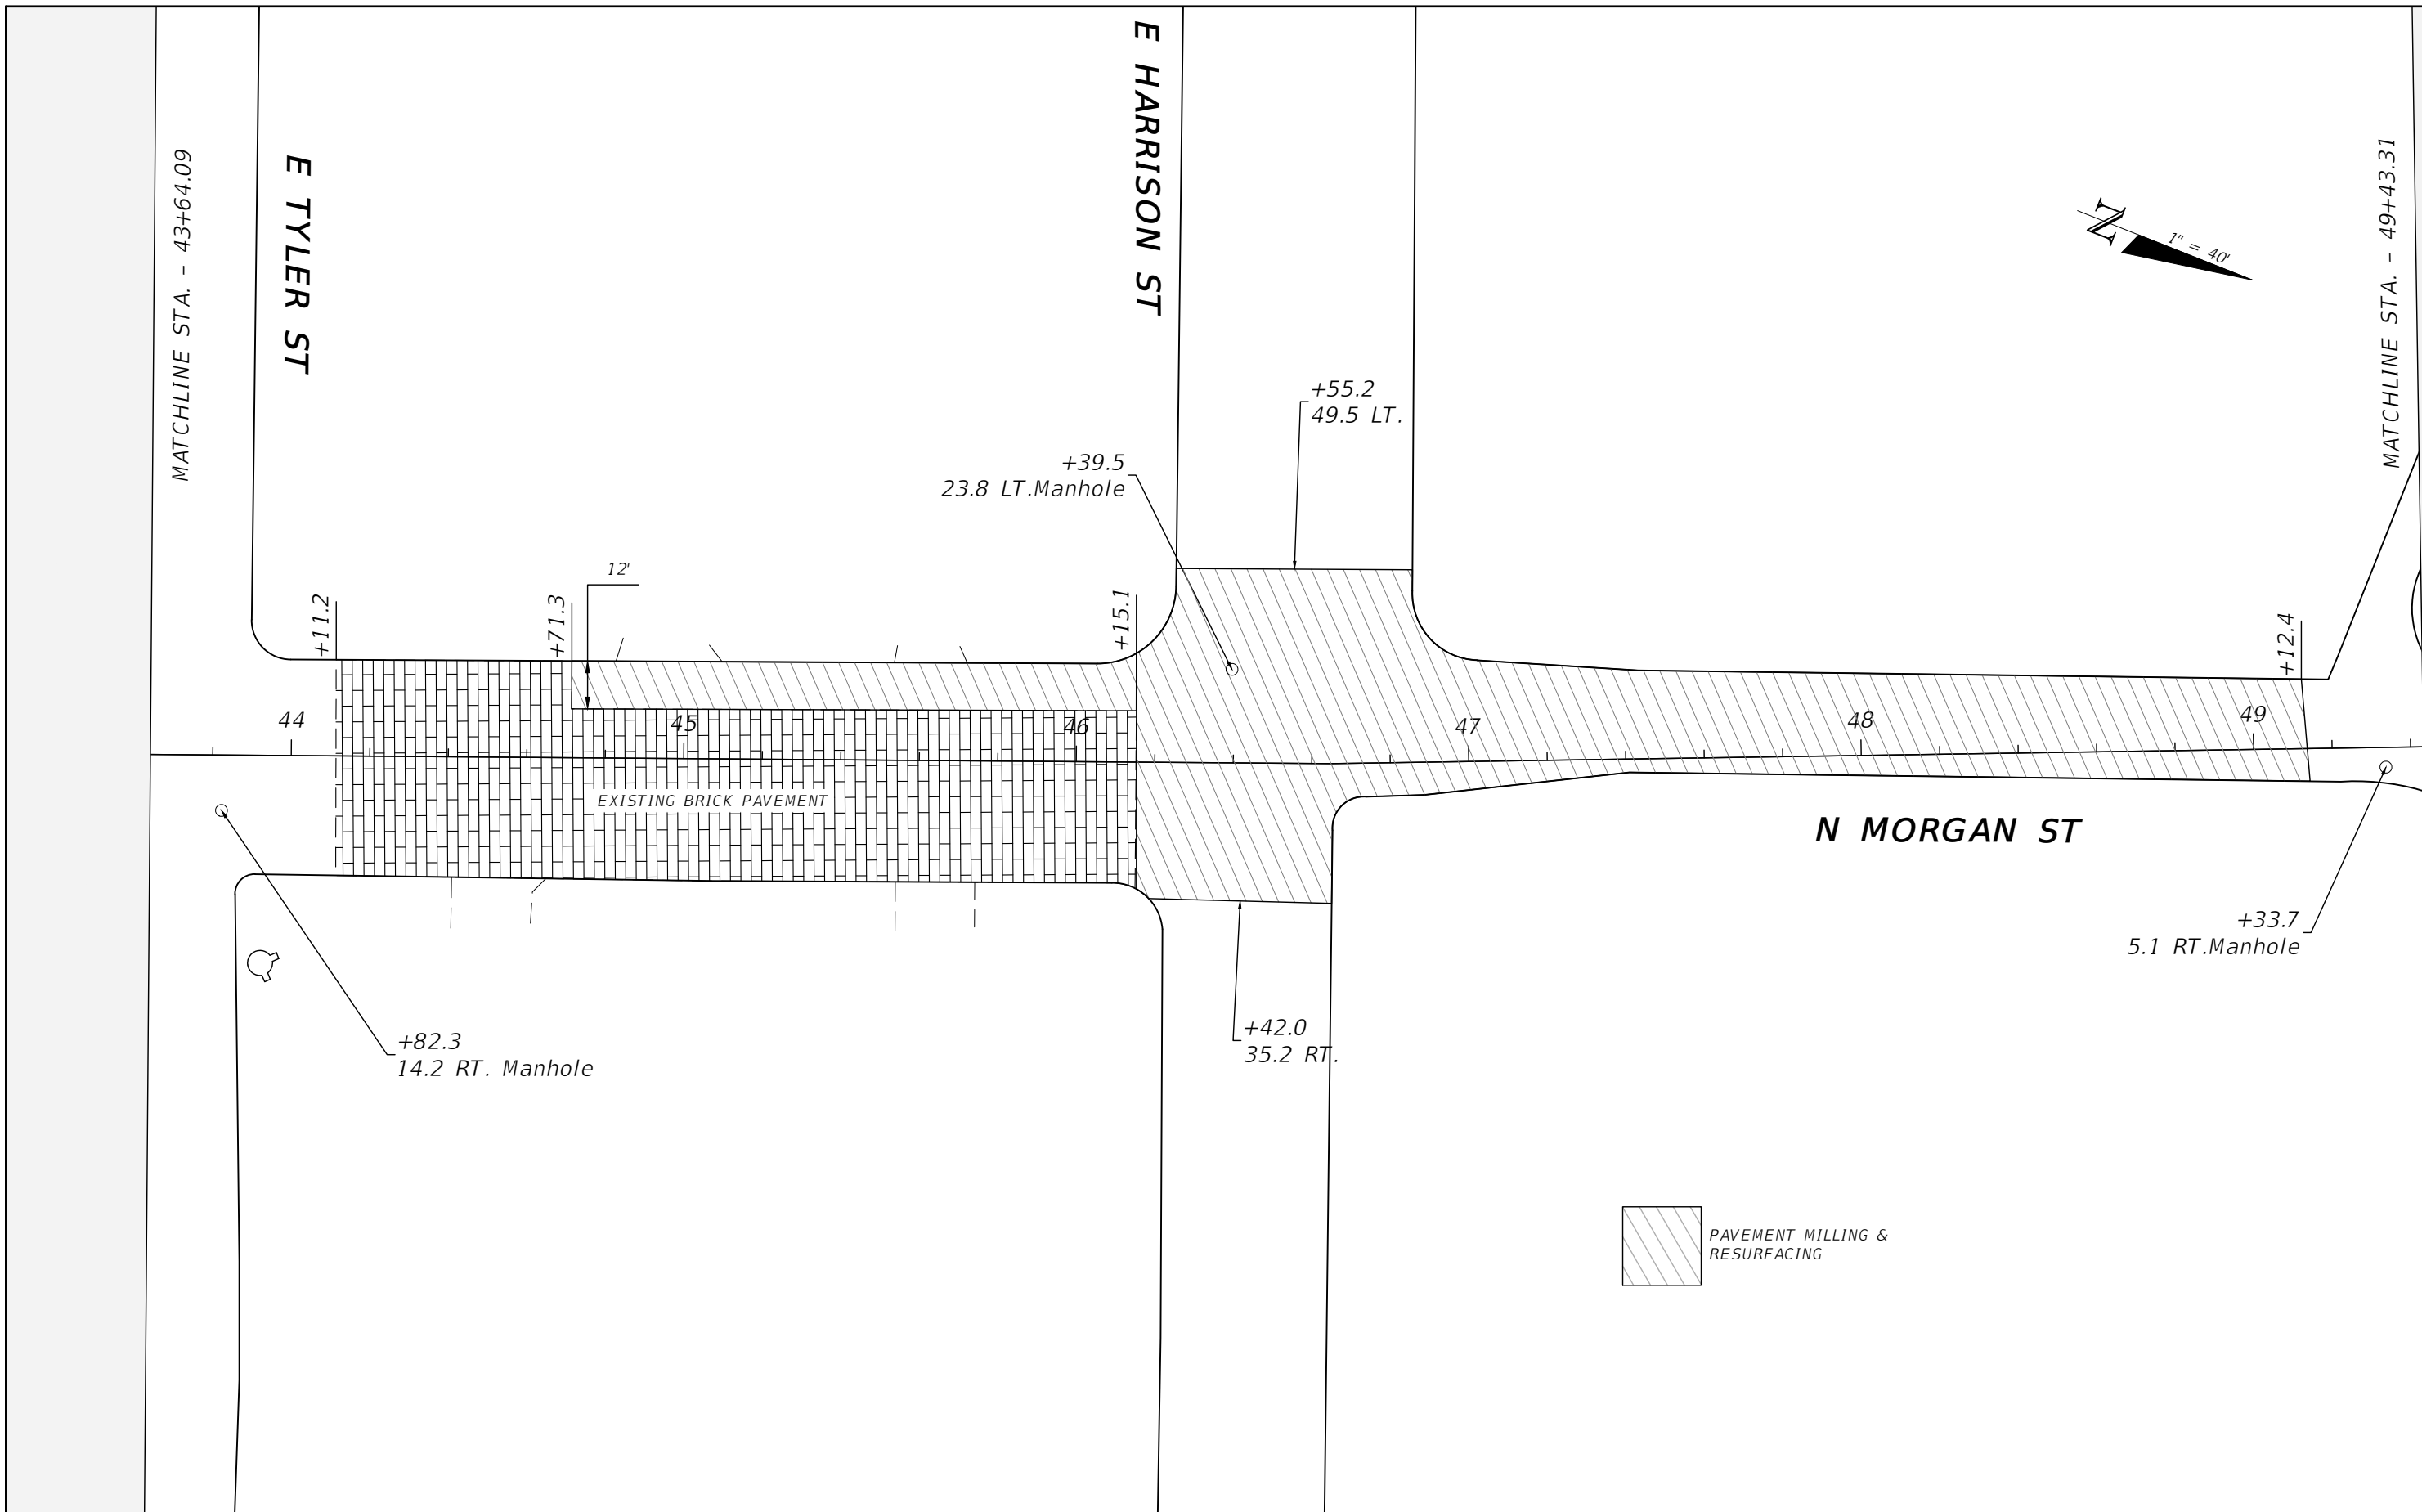 MATCHLINE STA. - 43+64.09
E TYLER ST
E HARRISON ST
MATCHLINE STA. - 49+43.31
N
1" = 40'
+55.2
49.5 LT.
+39.5
23.8 LT.Manhole
12'
+11.2
+71.3
+15.1
+12.4
44
45
46
47
48
49
EXISTING BRICK PAVEMENT
N MORGAN ST
+33.7
5.1 RT.Manhole
+82.3
14.2 RT. Manhole
+42.0
35.2 RT.
PAVEMENT MILLING &
RESURFACING